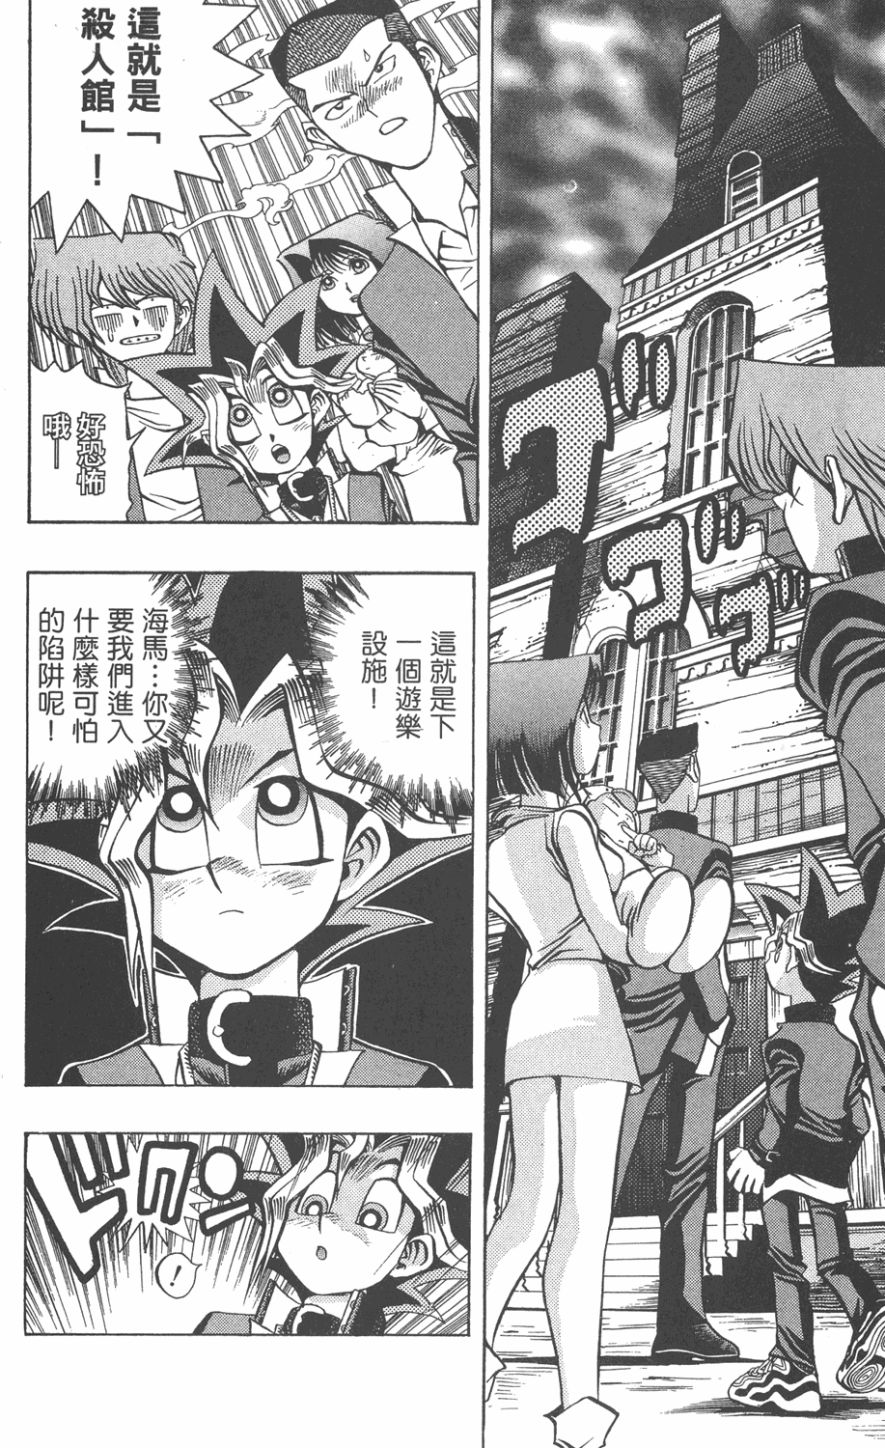 ゴゴゴゴゴ
這就是「
殺人館」！
好恐怖
哦—
這就是下
一個遊樂
設施！
海馬…你又
要我們進入
什麼樣可怕
的陷阱呢！
ドクン
！